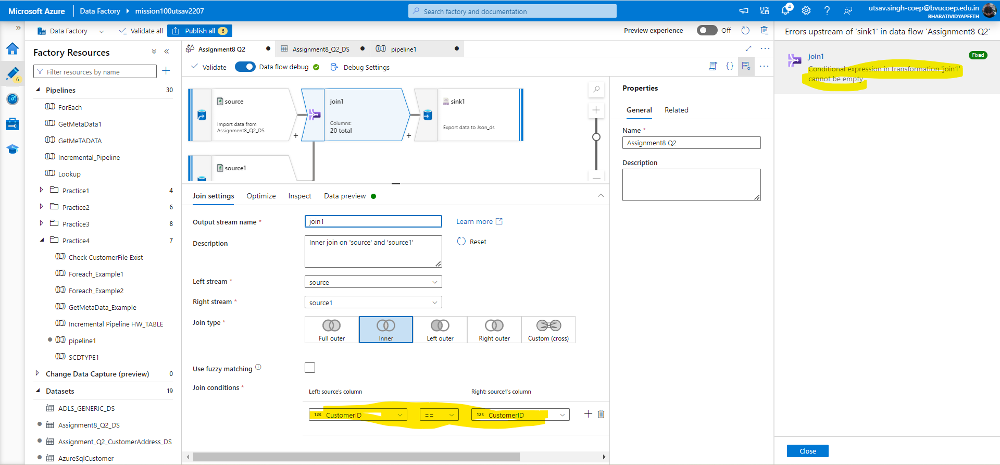 Microsoft Azure
Data Factory
mission100utsav2207
Search factory and documentation
4
utsav.singh-coep@bvucoep.edu.in
BHARATIVIDYAPEETH
Data Factory
Validate all
Publish all 6
Preview experience
Off
Errors upstream of 'sink1' in data flow 'Assignment8 Q2'
join1
Fixed
Conditional expression in transformation 'join1'
cannot be empty
Close
6
Factory Resources
Filter resources by name
Pipelines 30
ForEach
GetMetaData1
GetMeTADATA
Incremental_Pipeline
Lookup
Practice1 4
Practice2 6
Practice3 8
Practice4 7
Check CustomerFile Exist
Foreach_Example1
Foreach_Example2
GetMetaData_Example
Incremental Pipeline HW_TABLE
pipeline1
SCDTYPE1
Change Data Capture (preview) 0
Datasets 19
ADLS_GENERIC_DS
Assignment8_Q2_DS
Assignment_Q2_CustomerAddress_DS
AzureSqlCustomer
Assignment8 Q2
Assignment8_Q2_DS
pipeline1
Validate
Data flow debug
Debug Settings
source
Import data from
Assignment8_Q2_DS
join1
Columns:
20 total
sink1
Export data to Json_ds
source1
Join settings
Optimize
Inspect
Data preview
Output stream name *
join1
Learn more
Description
Inner join on 'source' and 'source1'
Reset
Left stream *
source
Right stream *
source1
Join type *
Full outer
Inner
Left outer
Right outer
Custom (cross)
Use fuzzy matching
Join conditions *
Left: source's column
Right: source1's column
12s CustomerID
==
12s CustomerID
Properties
General
Related
Name *
Assignment8 Q2
Description